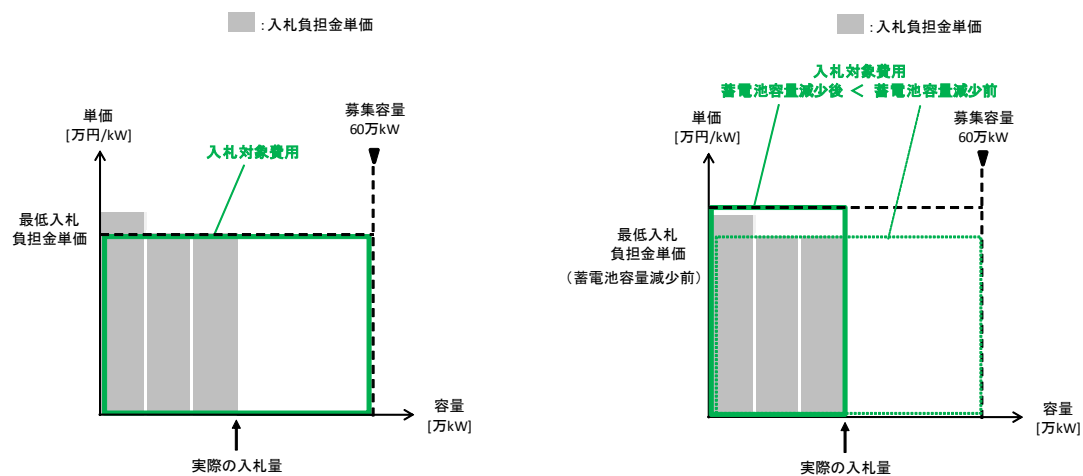 ：入札負担金単価
単価
[万円/kW]
募集容量
60万kW
入札対象費用
最低入札
負担金単価
容量
[万kW]
実際の入札量
：入札負担金単価
入札対象費用
蓄電池容量減少後 ＜ 蓄電池容量減少前
単価
[万円/kW]
募集容量
60万kW
最低入札
負担金単価
（蓄電池容量減少前）
容量
[万kW]
実際の入札量